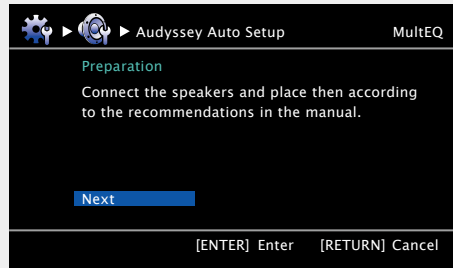 Audyssey Auto Setup MultEQ
Preparation
Connect the speakers and place then according
to the recommendations in the manual.
Next
[ENTER] Enter [RETURN] Cancel